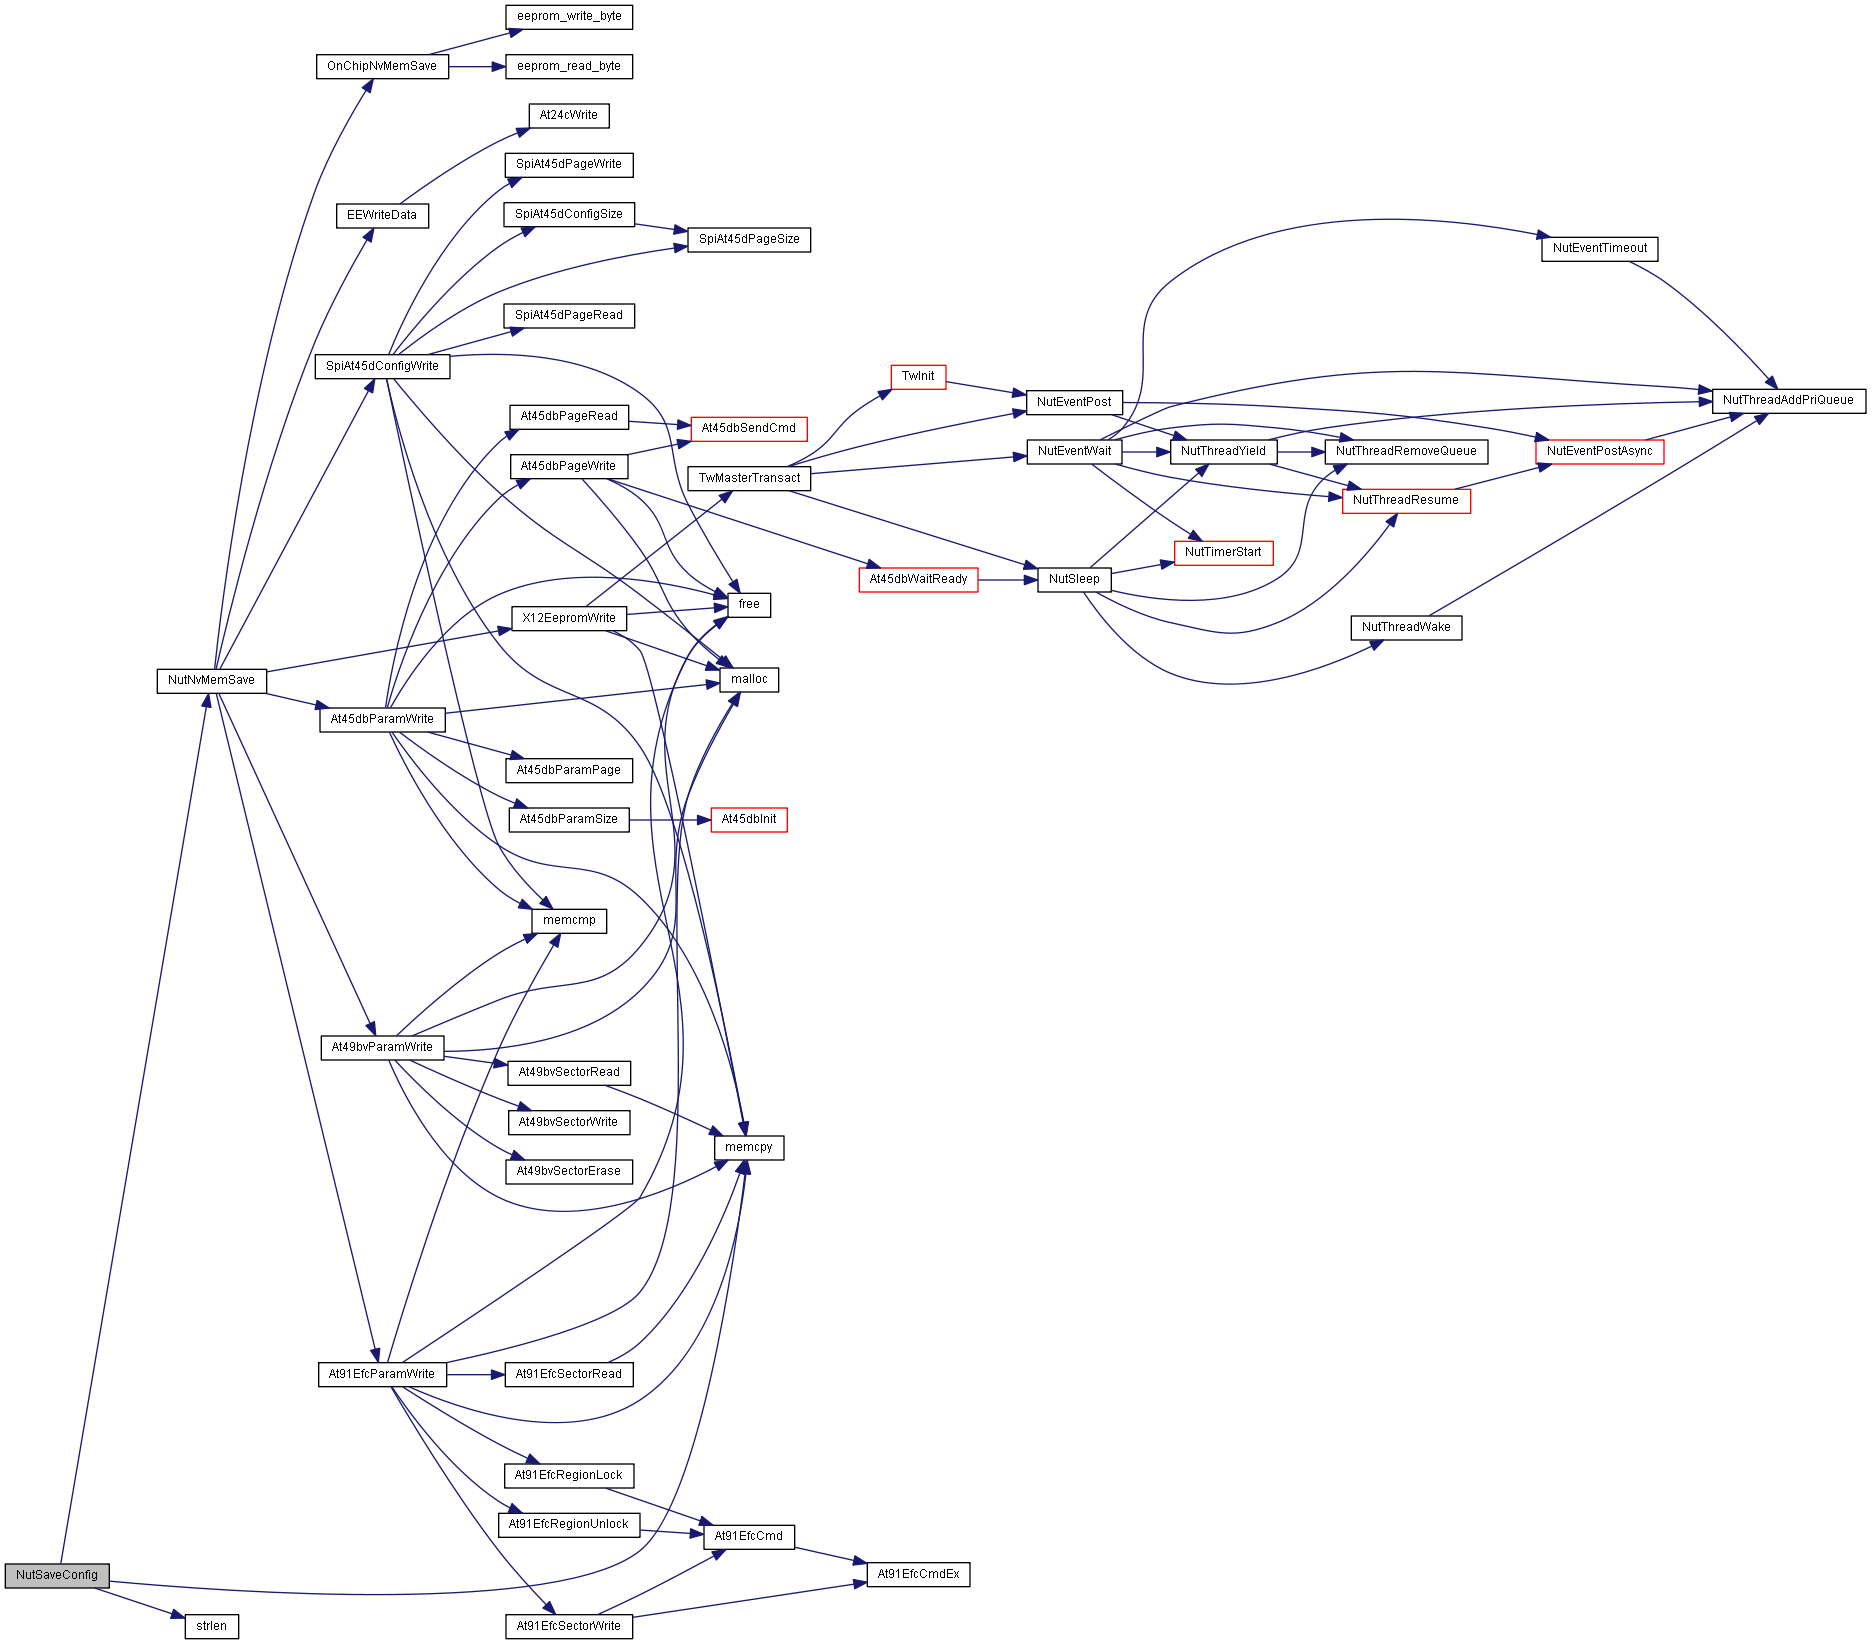 eeprom_write_byte
OnChipNvMemSave
eeprom_read_byte
At24cWrite
SpiAt45dPageWrite
EEWriteData
SpiAt45dConfigSize
SpiAt45dPageSize
NutEventTimeout
SpiAt45dPageRead
SpiAt45dConfigWrite
TwInit
NutEventPost
NutThreadAddPriQueue
At45dbPageRead
At45dbSendCmd
At45dbPageWrite
TwMasterTransact
NutEventWait
NutThreadYield
NutThreadRemoveQueue
NutEventPostAsync
NutThreadResume
NutTimerStart
At45dbWaitReady
NutSleep
free
X12EepromWrite
NutThreadWake
NutNvMemSave
malloc
At45dbParamWrite
At45dbParamPage
At45dbParamSize
At45dbInit
memcmp
At49bvParamWrite
At49bvSectorRead
At49bvSectorWrite
memcpy
At49bvSectorErase
At91EfcParamWrite
At91EfcSectorRead
At91EfcRegionLock
At91EfcRegionUnlock
At91EfcCmd
NutSaveConfig
At91EfcCmdEx
strlen
At91EfcSectorWrite